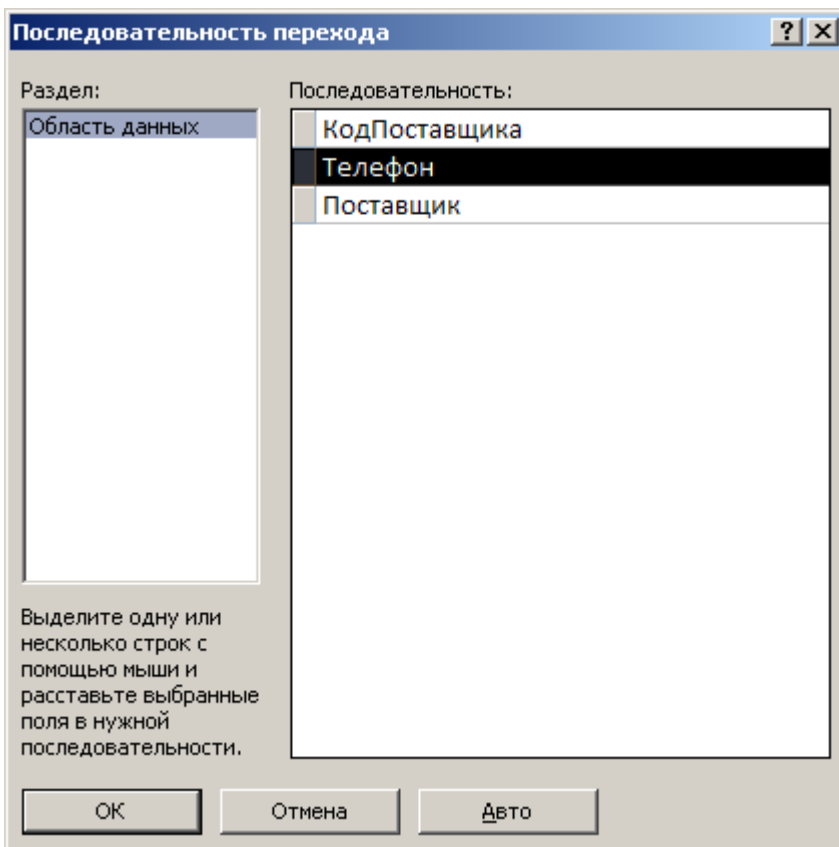 Последовательность перехода
Раздел:
Область данных
Последовательность:
КодПоставщика
Телефон
Поставщик
Выделите одну или
несколько строк с
помощью мыши и
расставьте выбранные
поля в нужной
последовательности.
ОК
Отмена
Авто